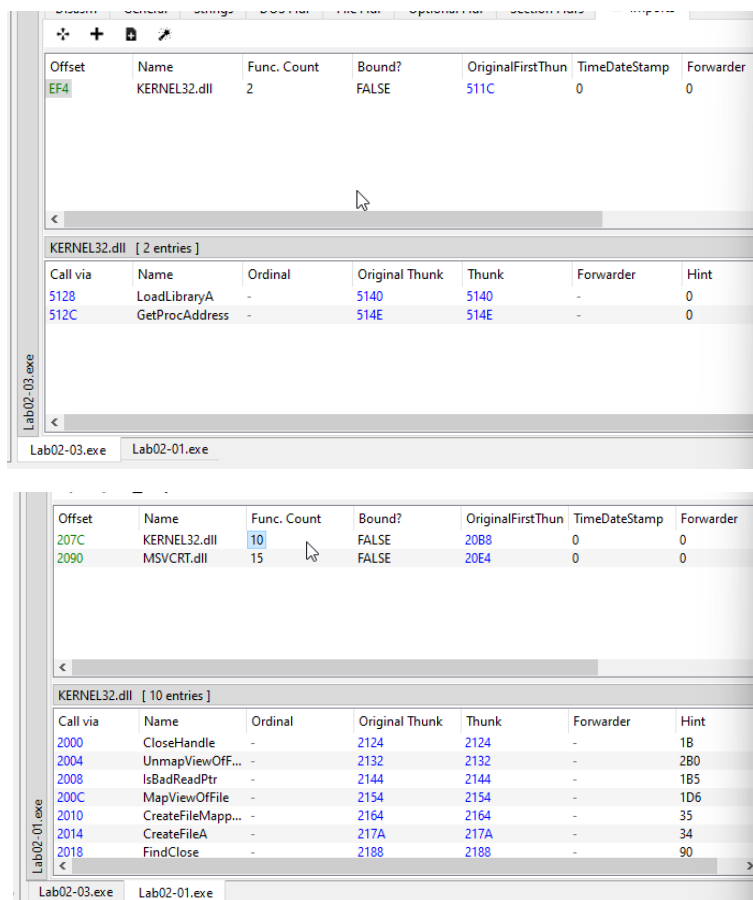 Offset Name Func. Count Bound? OriginalFirstThun TimeDateStamp Forwarder
EF4 KERNEL32.dll 2 FALSE 511C 0 0
KERNEL32.dll [ 2 entries ]
Call via Name Ordinal Original Thunk Thunk Forwarder Hint
5128 LoadLibraryA - 5140 5140 - 0
512C GetProcAddress - 514E 514E - 0
Lab02-03.exe
Lab02-03.exe Lab02-01.exe
Offset Name Func. Count Bound? OriginalFirstThun TimeDateStamp Forwarder
207C KERNEL32.dll 10 FALSE 20B8 0 0
2090 MSVCRT.dll 15 FALSE 20E4 0 0
KERNEL32.dll [ 10 entries ]
Call via Name Ordinal Original Thunk Thunk Forwarder Hint
2000 CloseHandle - 2124 2124 - 1B
2004 UnmapViewOfF... - 2132 2132 - 2B0
2008 IsBadReadPtr - 2144 2144 - 1B5
200C MapViewOfFile - 2154 2154 - 1D6
2010 CreateFileMapp... - 2164 2164 - 35
2014 CreateFileA - 217A 217A - 34
2018 FindClose - 2188 2188 - 90
Lab02-01.exe
Lab02-03.exe Lab02-01.exe